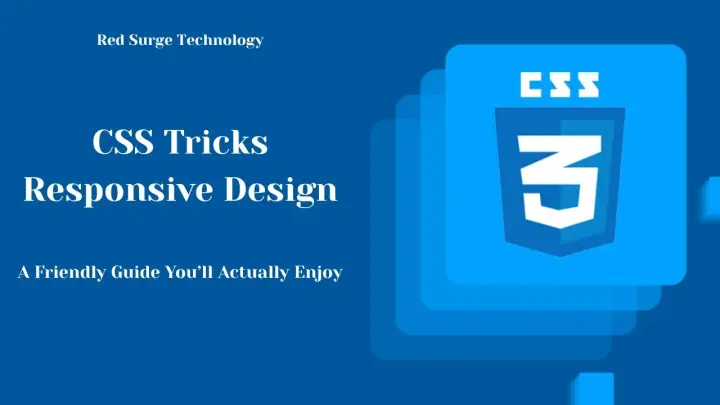 Red Surge Technology
CSS Tricks
Responsive Design
A Friendly Guide You’ll Actually Enjoy
CSS
3